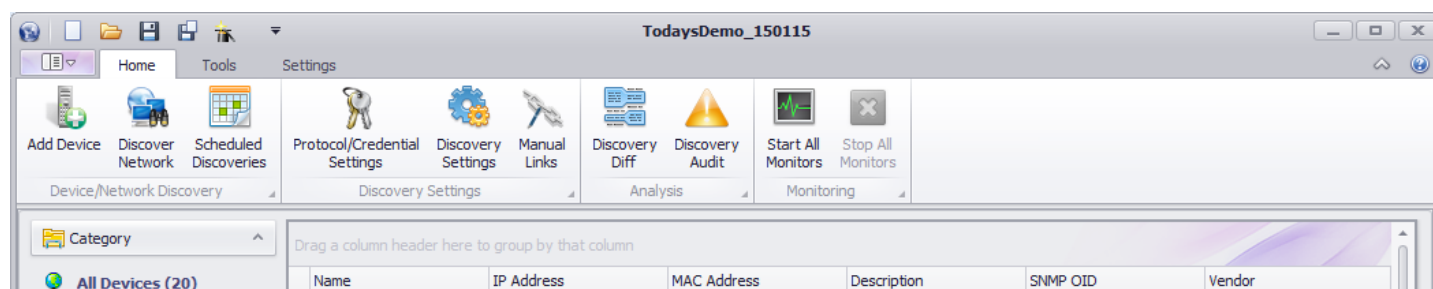 TodaysDemo_150115
Home Tools Settings
Add Device Discover Scheduled Protocol/Credential Discovery Manual Discovery Discovery Start All Stop All
Network Discoveries Settings Settings Links Diff Audit Monitors Monitors
Device/Network Discovery Discovery Settings Analysis Monitoring
Category
Drag a column header here to group by that column
All Devices (20) Name IP Address MAC Address Description SNMP OID Vendor